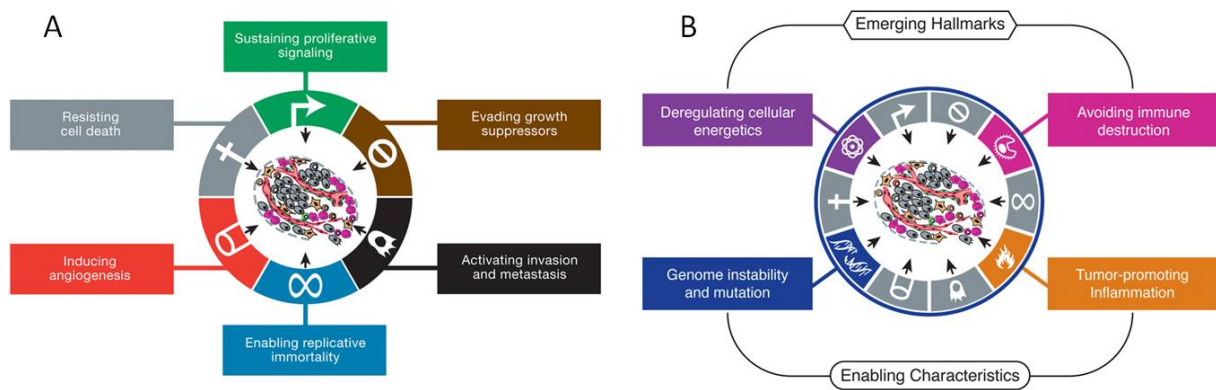 A
Sustaining proliferative
signaling
Resisting
cell death
Evading growth
suppressors
Inducing
angiogenesis
Activating invasion
and metastasis
Enabling replicative
immortality
B
Emerging Hallmarks
Deregulating cellular
energetics
Avoiding immune
destruction
Genome instability
and mutation
Tumor-promoting
Inflammation
Enabling Characteristics